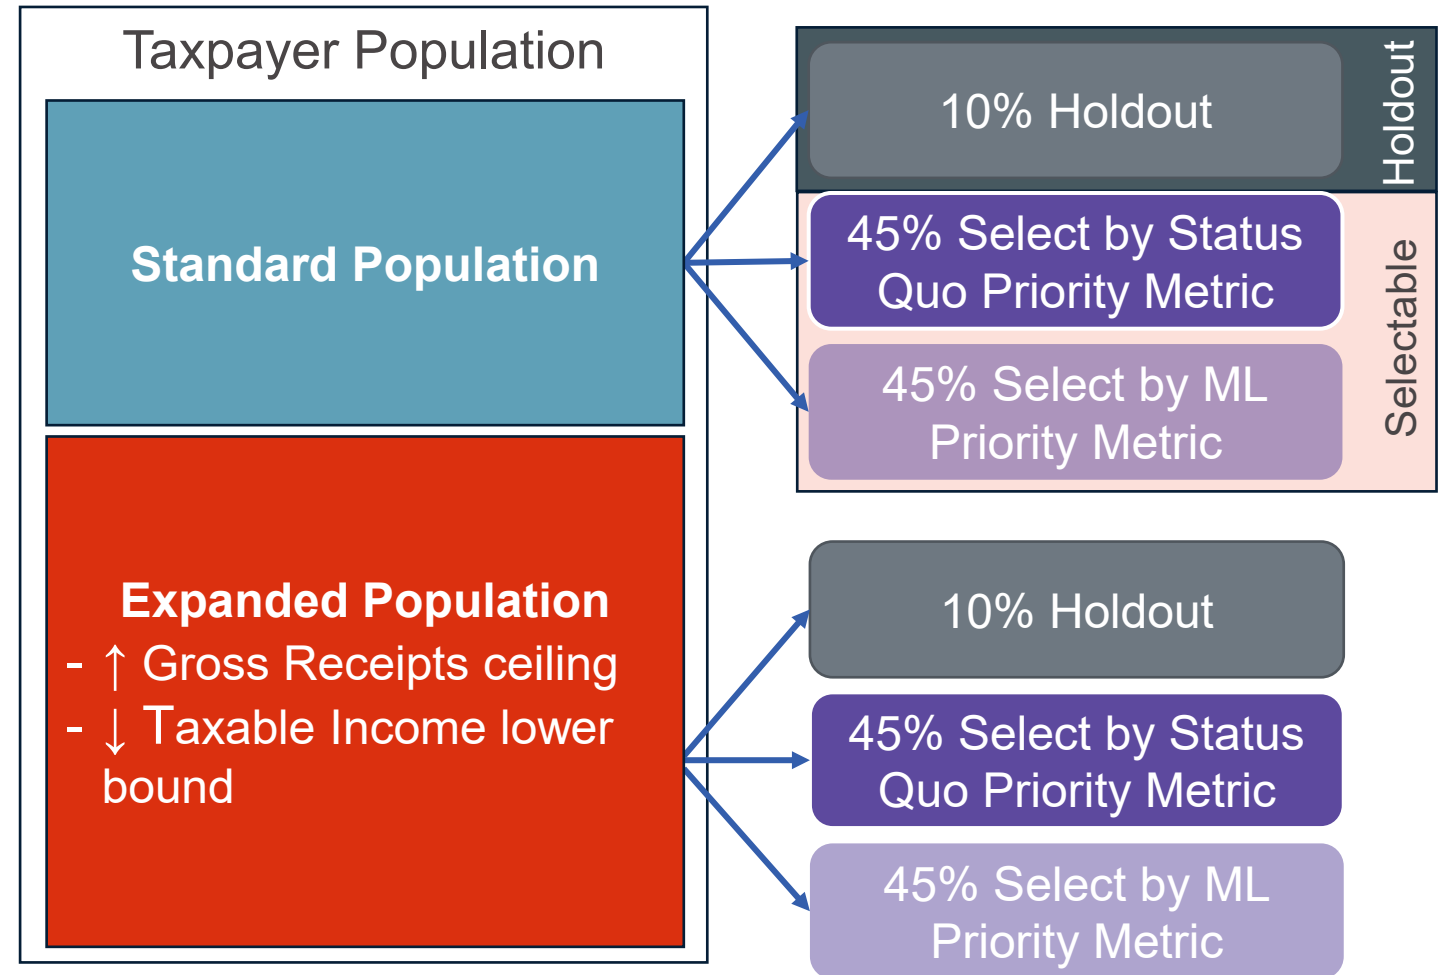 Taxpayer Population
Standard Population
Expanded Population
- ↑ Gross Receipts ceiling
- ↓ Taxable Income lower
bound
10% Holdout
45% Select by Status
Quo Priority Metric
45% Select by ML
Priority Metric
Holdout
Selectable
10% Holdout
45% Select by Status
Quo Priority Metric
45% Select by ML
Priority Metric